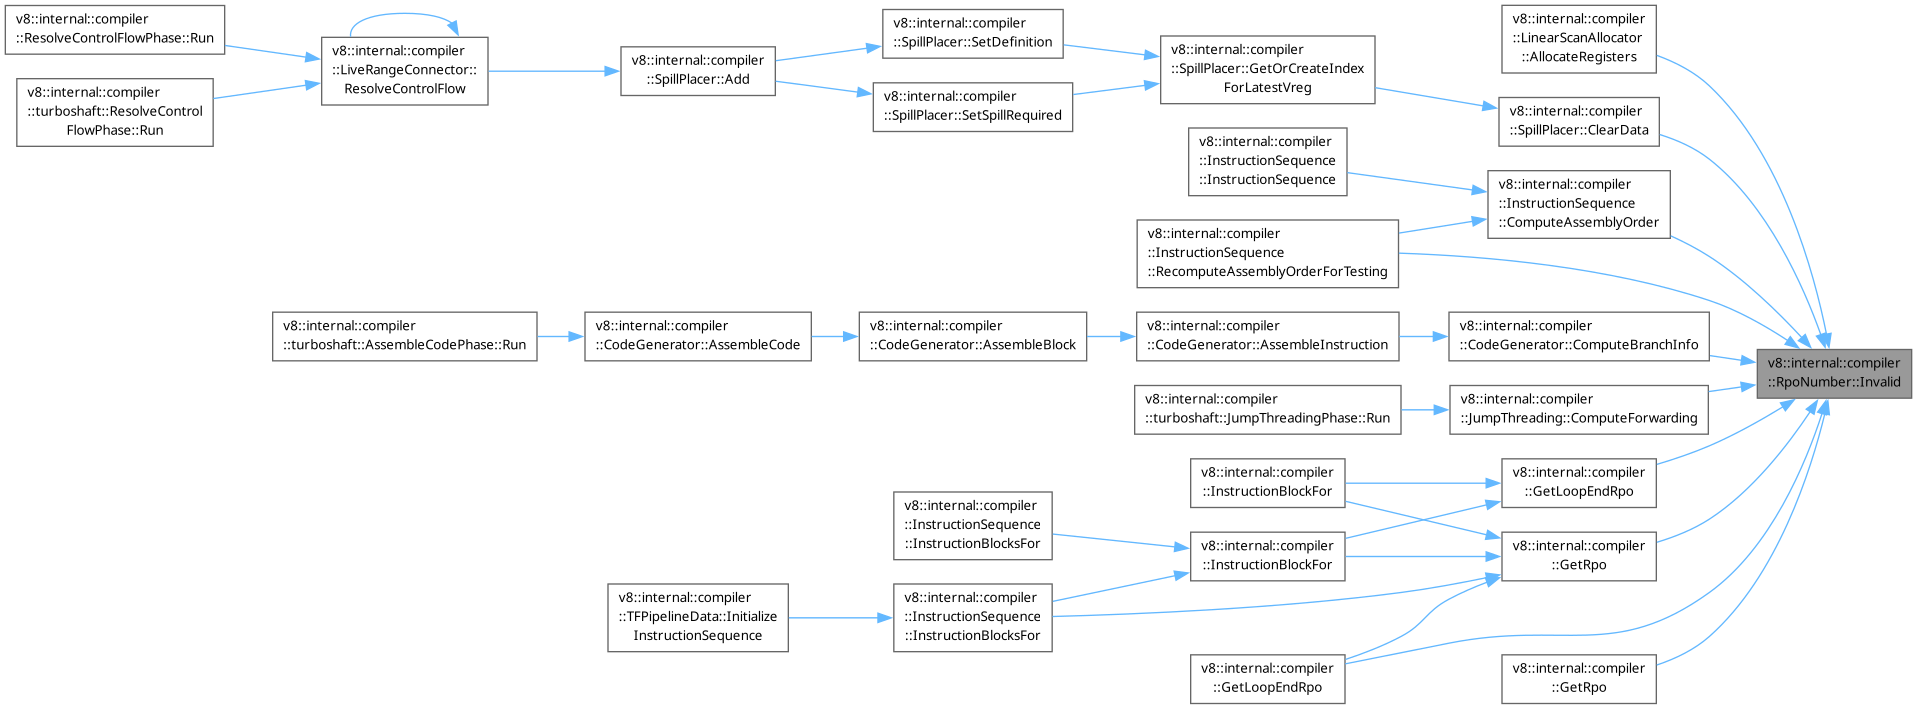 v8::internal::compiler
::ResolveControlFlowPhase::Run
v8::internal::compiler
::turboshaft::ResolveControl
FlowPhase::Run
v8::internal::compiler
::LiveRangeConnector::
ResolveControlFlow
v8::internal::compiler
::SpillPlacer::Add
v8::internal::compiler
::SpillPlacer::SetDefinition
v8::internal::compiler
::SpillPlacer::SetSpillRequired
v8::internal::compiler
::SpillPlacer::GetOrCreateIndex
ForLatestVreg
v8::internal::compiler
::LinearScanAllocator
::AllocateRegisters
v8::internal::compiler
::SpillPlacer::ClearData
v8::internal::compiler
::InstructionSequence
::InstructionSequence
v8::internal::compiler
::InstructionSequence
::ComputeAssemblyOrder
v8::internal::compiler
::InstructionSequence
::RecomputeAssemblyOrderForTesting
v8::internal::compiler
::turboshaft::AssembleCodePhase::Run
v8::internal::compiler
::CodeGenerator::AssembleCode
v8::internal::compiler
::CodeGenerator::AssembleBlock
v8::internal::compiler
::CodeGenerator::AssembleInstruction
v8::internal::compiler
::CodeGenerator::ComputeBranchInfo
v8::internal::compiler
::RpoNumber::Invalid
v8::internal::compiler
::turboshaft::JumpThreadingPhase::Run
v8::internal::compiler
::JumpThreading::ComputeForwarding
v8::internal::compiler
::InstructionBlockFor
v8::internal::compiler
::GetLoopEndRpo
v8::internal::compiler
::InstructionSequence
::InstructionBlocksFor
v8::internal::compiler
::InstructionBlockFor
v8::internal::compiler
::GetRpo
v8::internal::compiler
::TFPipelineData::Initialize
InstructionSequence
v8::internal::compiler
::InstructionSequence
::InstructionBlocksFor
v8::internal::compiler
::GetLoopEndRpo
v8::internal::compiler
::GetRpo